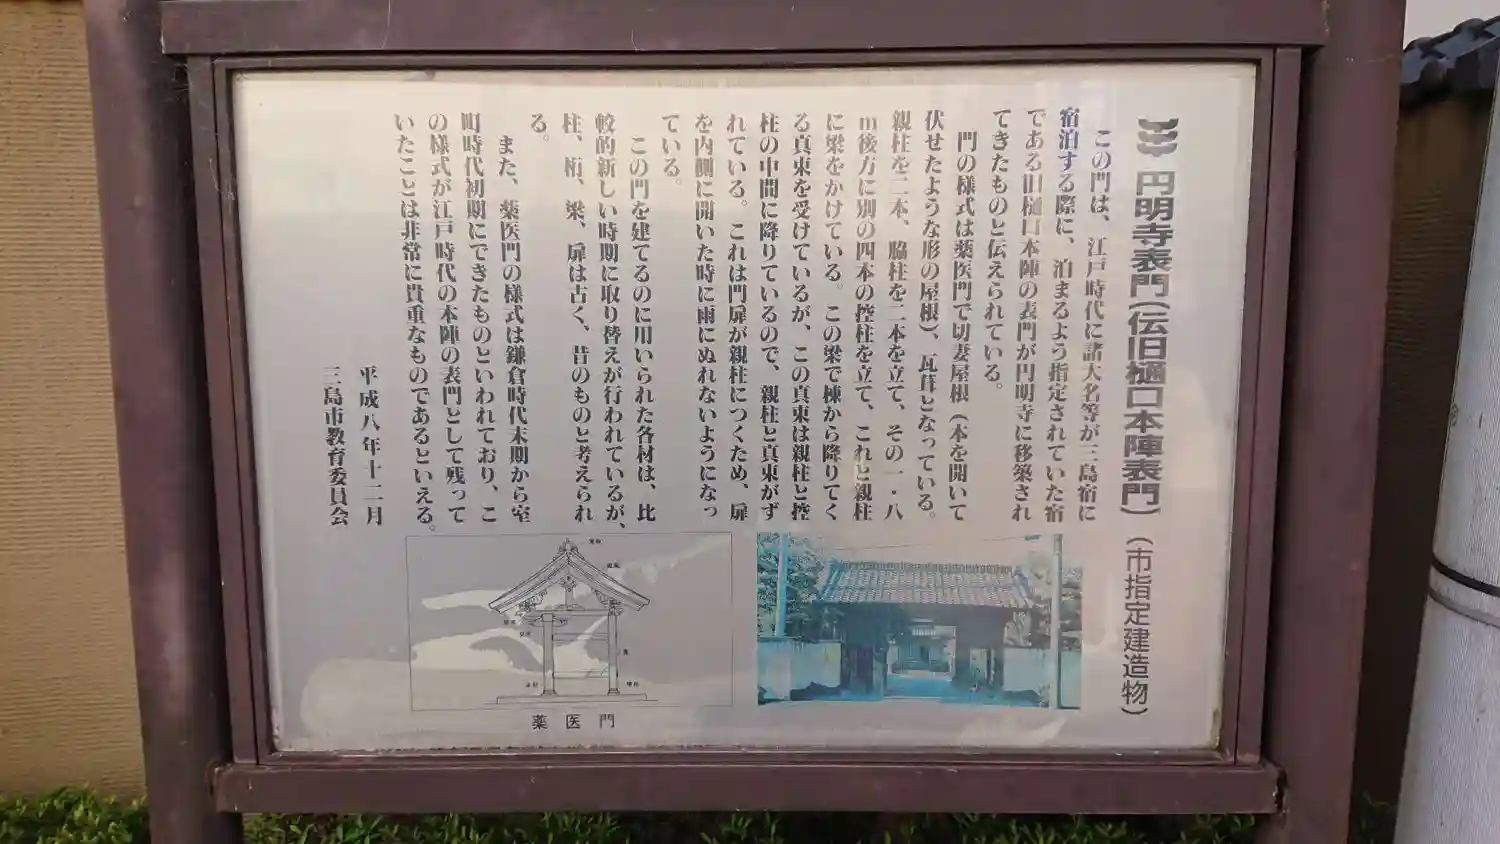 円明寺表門(伝旧樋口本陣表門)(市指定建造物)
この門は、江戸時代に諸大名等が三島宿に
宿泊する際に、泊まるよう指定されていた宿
である旧樋口本陣の表門が円明寺に移築され
てきたものと伝えられている。
門の様式は薬医門で切妻屋根(本を開いて
伏せたような形の屋根)、瓦葺となっている。
親柱を二本、脇柱を二本を立て、その一・八
m後方に別の四本の控柱を立て、これと親柱
に梁をかけている。この梁で棟から降りてく
る真束を受けているが、この真束は親柱と控
柱の中間に降りているので、親柱と真束がず
れている。これは門扉が親柱につくため、扉
を内側に開いた時に雨にぬれないようになっ
ている。
この門を建てるのに用いられた各材は、比
較的新しい時期に取り替えが行われているが、
柱、桁、梁、扉は古く、昔のものと考えられ
る。
また、薬医門の様式は鎌倉時代末期から室
町時代初期にできたものといわれており、こ
の様式が江戸時代の本陣の表門として残って
いたことは非常に貴重なものであるといえる。
平成八年十二月
三島市教育委員会
薬医門